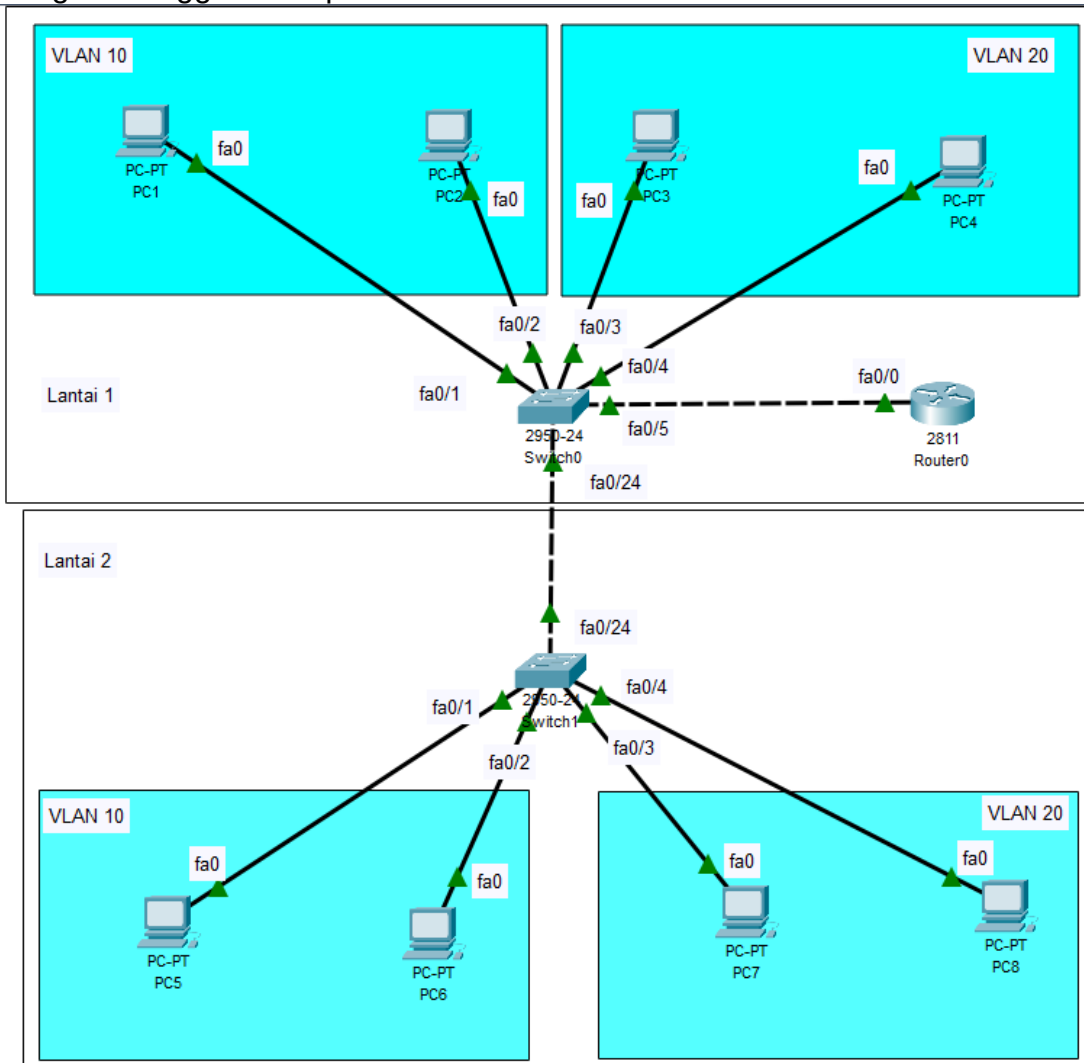 VLAN 10
VLAN 20
fa0
PC-PT
PC1
PC-PT
PC2
fa0
PC-PT
PC3
fa0
fa0
PC-PT
PC4
fa0/2
fa0/3
fa0/4
fa0/1
Lantai 1
fa0/0
fa0/5
2950-24
Switch0
2811
Router0
fa0/24
Lantai 2
fa0/24
2950-24
Switch1
fa0/1
fa0/4
fa0/2
fa0/3
VLAN 10
VLAN 20
fa0
fa0
fa0
fa0
PC-PT
PC5
PC-PT
PC6
PC-PT
PC7
PC-PT
PC8